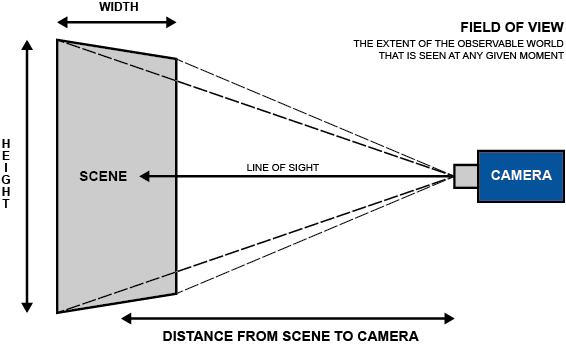 WIDTH
FIELD OF VIEW
THE EXTENT OF THE OBSERVABLE WORLD
THAT IS SEEN AT ANY GIVEN MOMENT
HEIGHT
SCENE
LINE OF SIGHT
CAMERA
DISTANCE FROM SCENE TO CAMERA